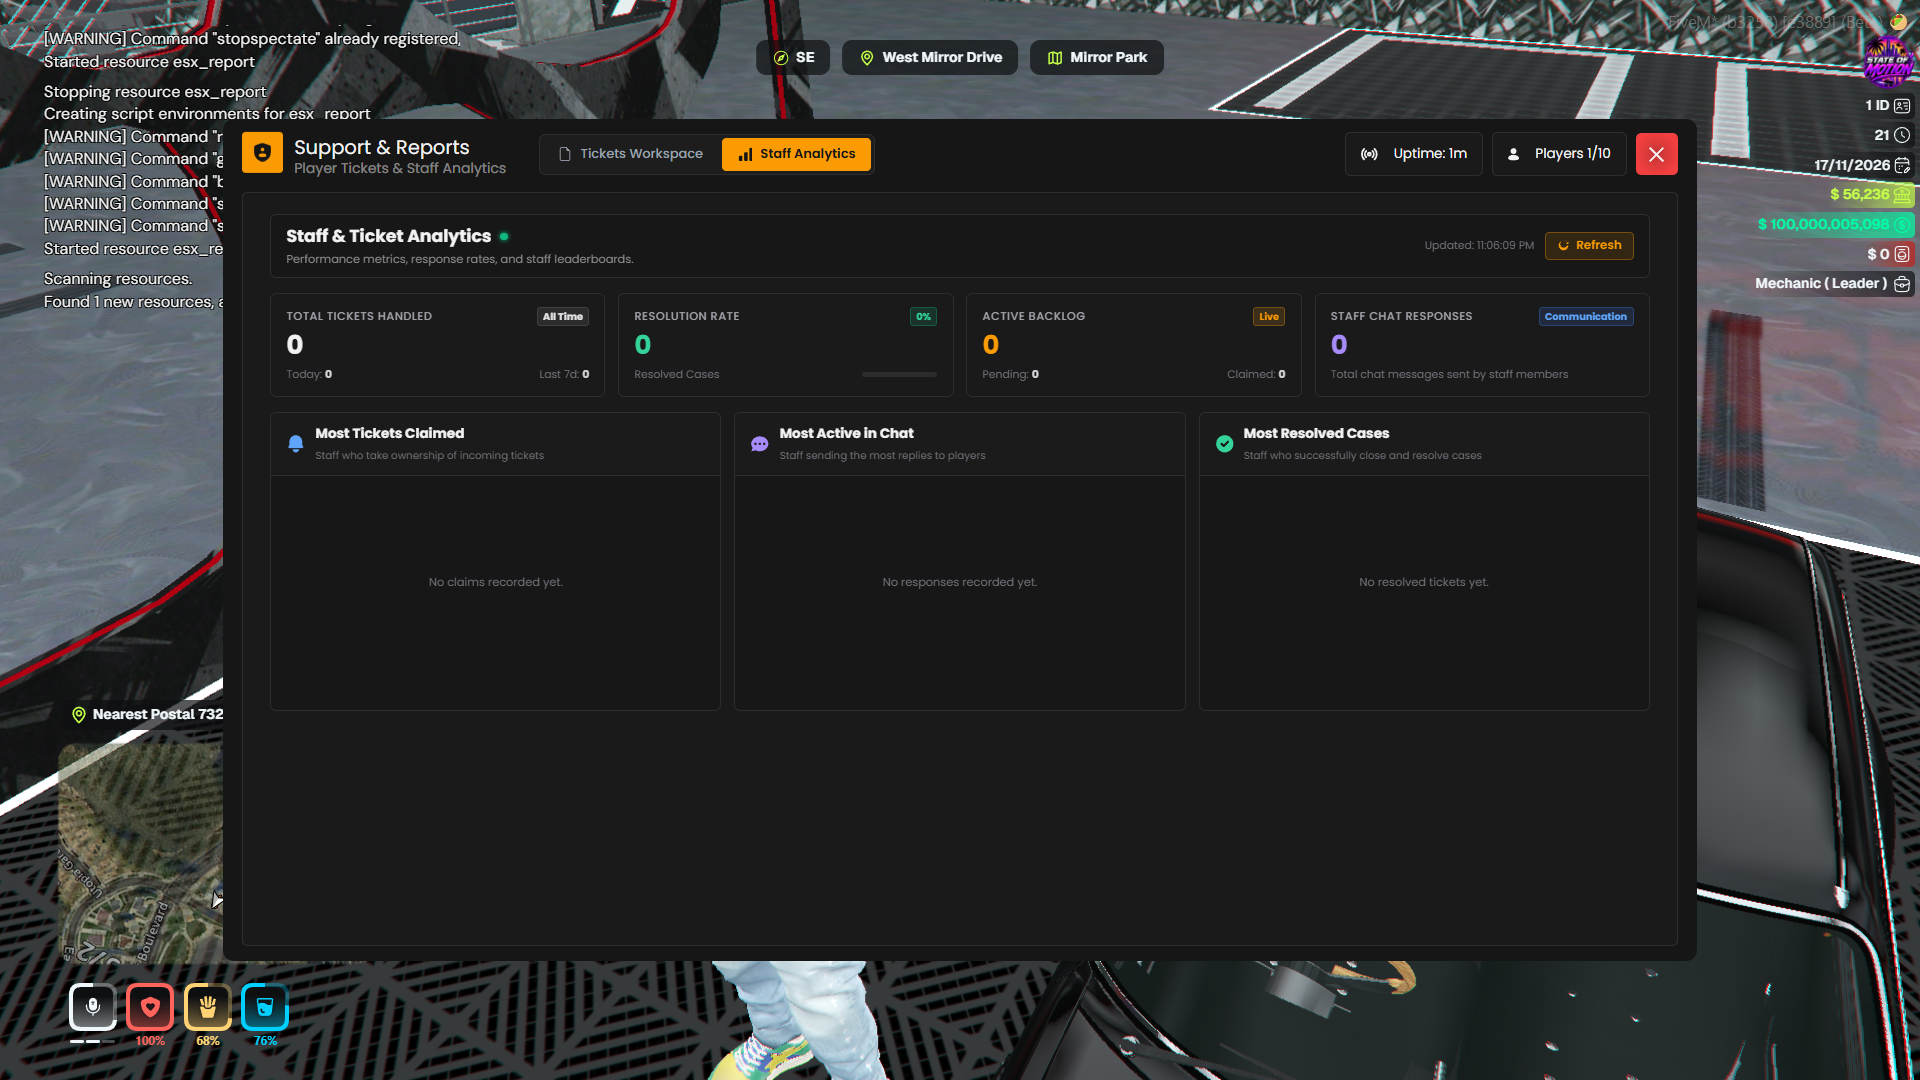 [WARNING] Command "stopspectate" already registered,
Started resource esx_report
Stopping resource esx_report
Creating script environments for esx_report
[WARNING] Command "r
[WARNING] Command "g
[WARNING] Command "b
[WARNING] Command "s
[WARNING] Command "s
Started resource esx_re
Scanning resources.
Found 1 new resources, a
SE
West Mirror Drive
Mirror Park
STATE OF MOTION
1 ID
21
17/11/2026
$ 56,236
$ 100,000,005,098
$ 0
Mechanic ( Leader )
Support & Reports
Player Tickets & Staff Analytics
Tickets Workspace
Staff Analytics
Uptime: 1m
Players 1/10
Staff & Ticket Analytics
Performance metrics, response rates, and staff leaderboards.
Updated: 11:06:09 PM
Refresh
TOTAL TICKETS HANDLED
All Time
0
Today: 0
Last 7d: 0
RESOLUTION RATE
0%
0
Resolved Cases
ACTIVE BACKLOG
Live
0
Pending: 0
Claimed: 0
STAFF CHAT RESPONSES
Communication
0
Total chat messages sent by staff members
Most Tickets Claimed
Staff who take ownership of incoming tickets
No claims recorded yet.
Most Active in Chat
Staff sending the most replies to players
No responses recorded yet.
Most Resolved Cases
Staff who successfully close and resolve cases
No resolved tickets yet.
Nearest Postal 732
Utopia Gar
Boulevard
100%
68%
76%